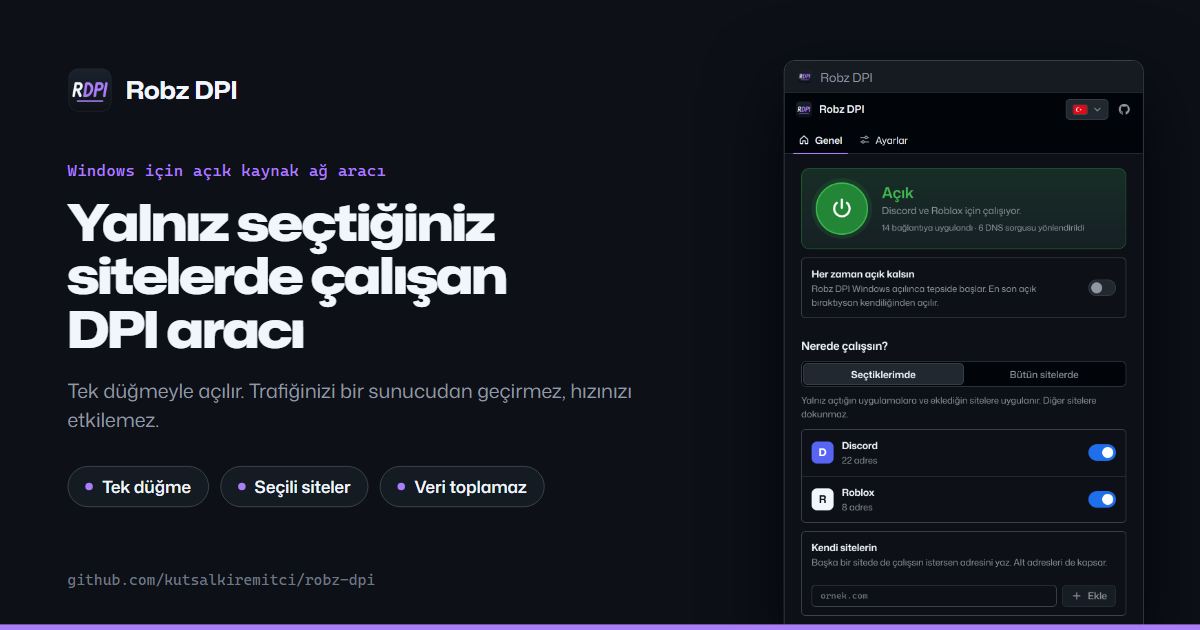 RDPI Robz DPI
Windows için açık kaynak ağ aracı
Yalnız seçtiğiniz
sitelerde çalışan
DPI aracı
Tek düğmeyle açılır. Trafiğinizi bir sunucudan geçirmez, hızınızı
etkilemez.
Tek düğme
Seçili siteler
Veri toplamaz
github.com/kutsalkiremitci/robz-dpi
RDPI Robz DPI
RDPI Robz DPI
Genel Ayarlar
Açık
Discord ve Roblox için çalışıyor.
14 bağlantıya uygulandı · 6 DNS sorgusu yönlendirildi
Her zaman açık kalsın
Robz DPI Windows açılınca tepside başlar. En son açık
bıraktıysan kendiliğinden açılır.
Nerede çalışsın?
Seçtiklerimde Bütün sitelerde
Yalnız açtığın uygulamalara ve eklediğin sitelere uygulanır. Diğer sitelere
dokunmaz.
D Discord
22 adres
R Roblox
8 adres
Kendi sitelerin
Başka bir sitede de çalışsın istersen adresini yaz. Alt adresleri de kapsar.
ornek.com + Ekle